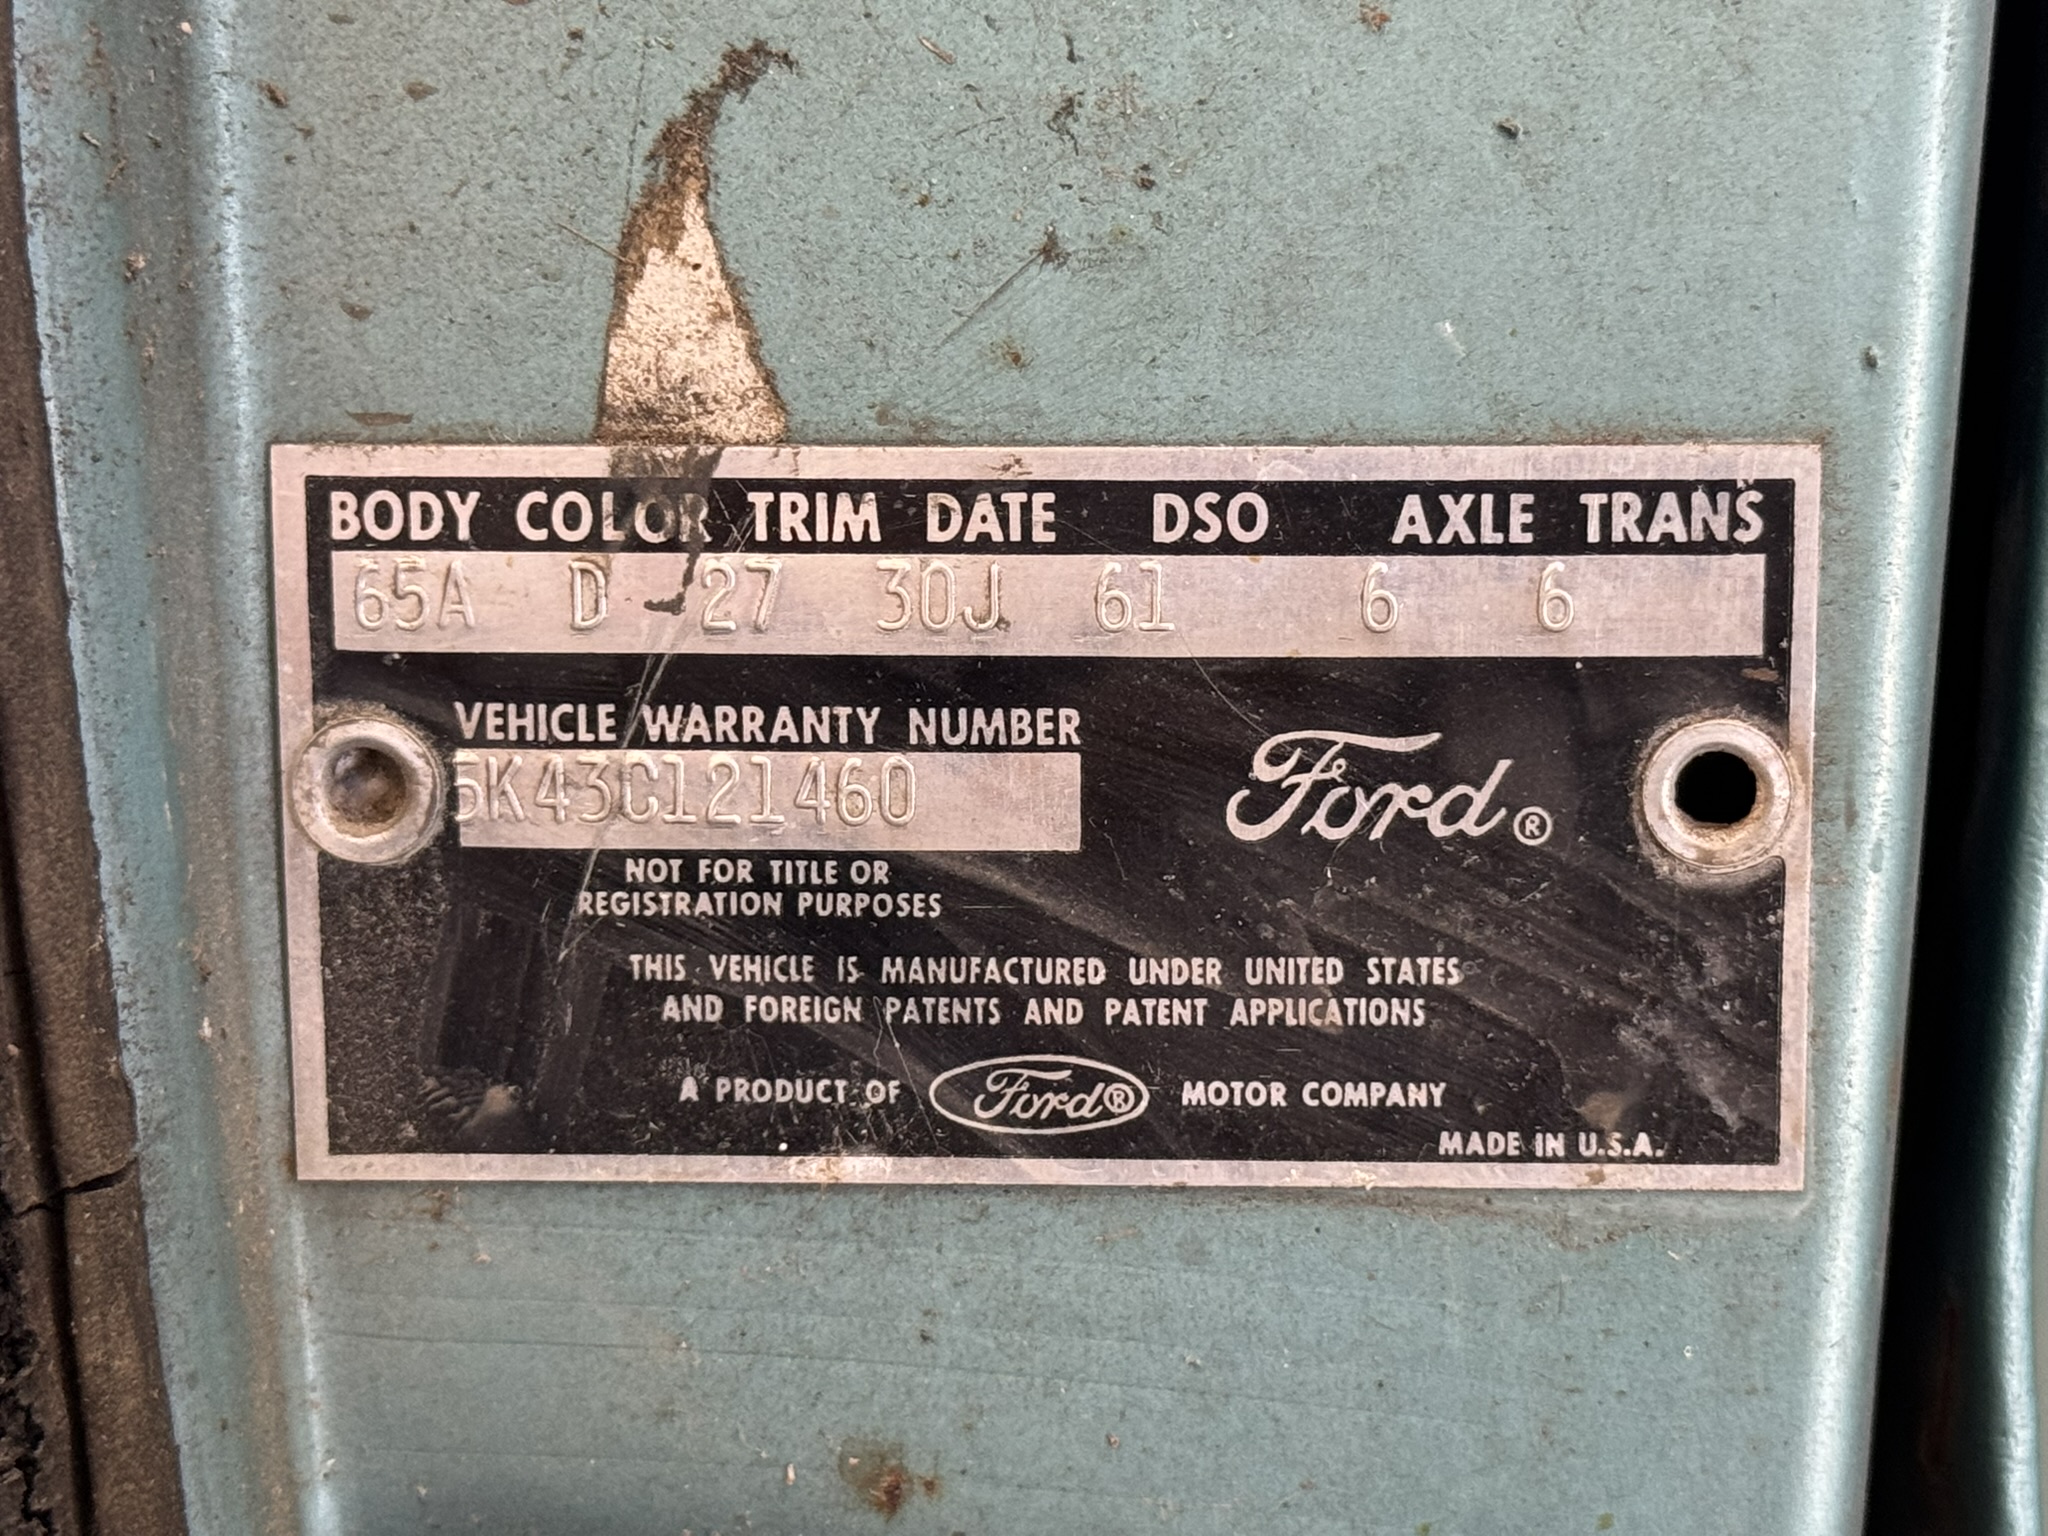 BODY COLOR TRIM DATE DSO AXLE TRANS
65A D 27 30J 61 6 6
VEHICLE WARRANTY NUMBER
5K43C121460
Ford®
NOT FOR TITLE OR
REGISTRATION PURPOSES
THIS VEHICLE IS MANUFACTURED UNDER UNITED STATES
AND FOREIGN PATENTS AND PATENT APPLICATIONS
A PRODUCT OF Ford® MOTOR COMPANY
MADE IN U.S.A.